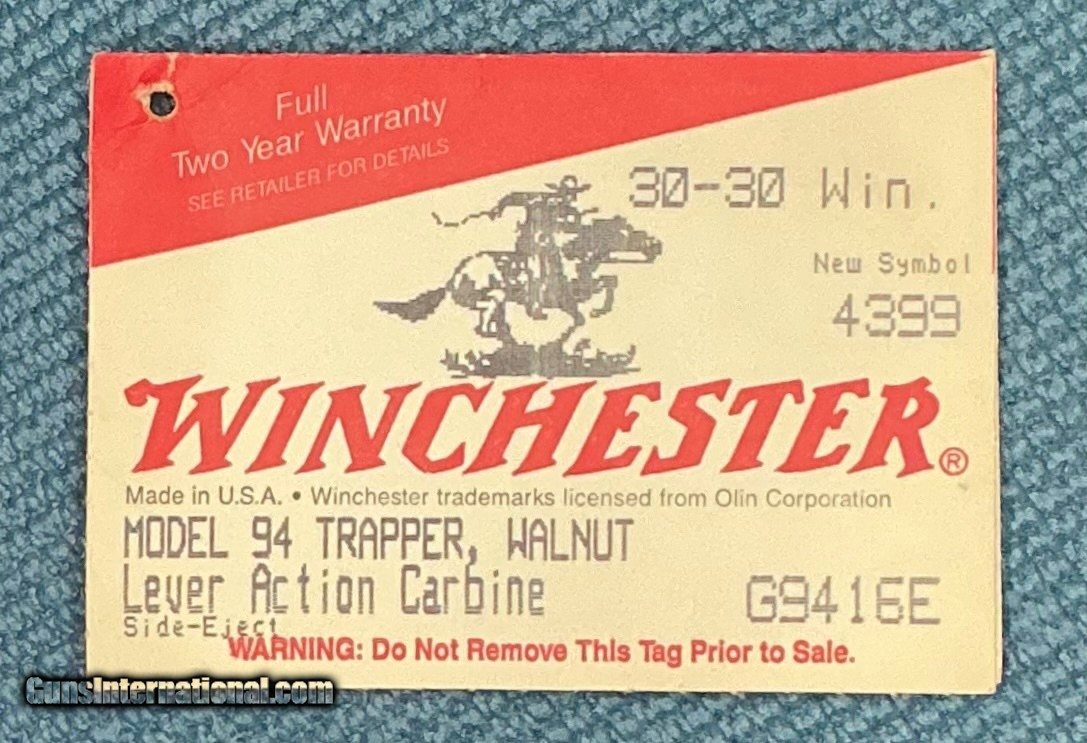 Full
Two Year Warranty
SEE RETAILER FOR DETAILS
30-30 Win.
New Symbol
4399
WINCHESTER®
Made in U.S.A. • Winchester trademarks licensed from Olin Corporation
MODEL 94 TRAPPER, WALNUT
Lever Action Carbine
G9416E
Side-Eject
WARNING: Do Not Remove This Tag Prior to Sale.
GunsInternational.com